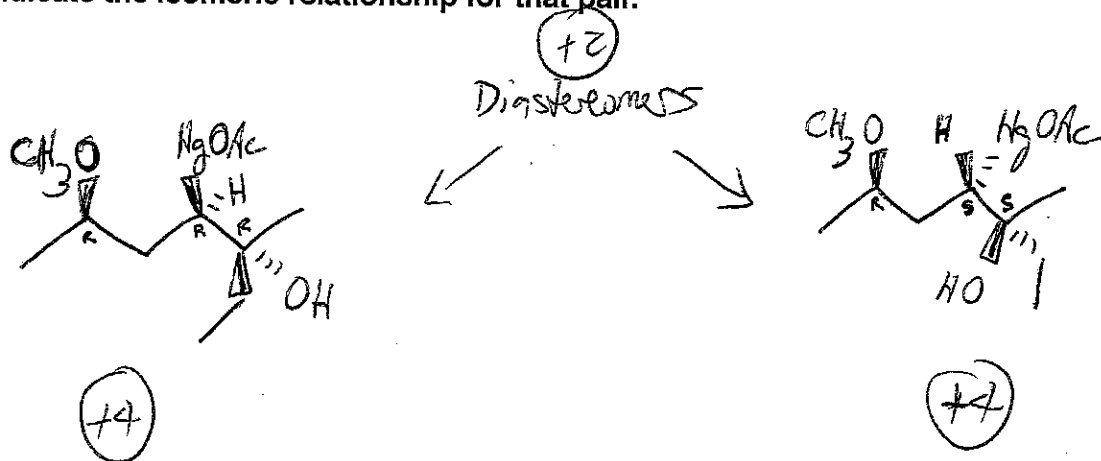 indicate the isomeric relationship for that pair.
+2
Diastereomers
CH3O HgOAc
H
R R R
OH
+4
CH3O H HgOAc
R S S
HO
+4